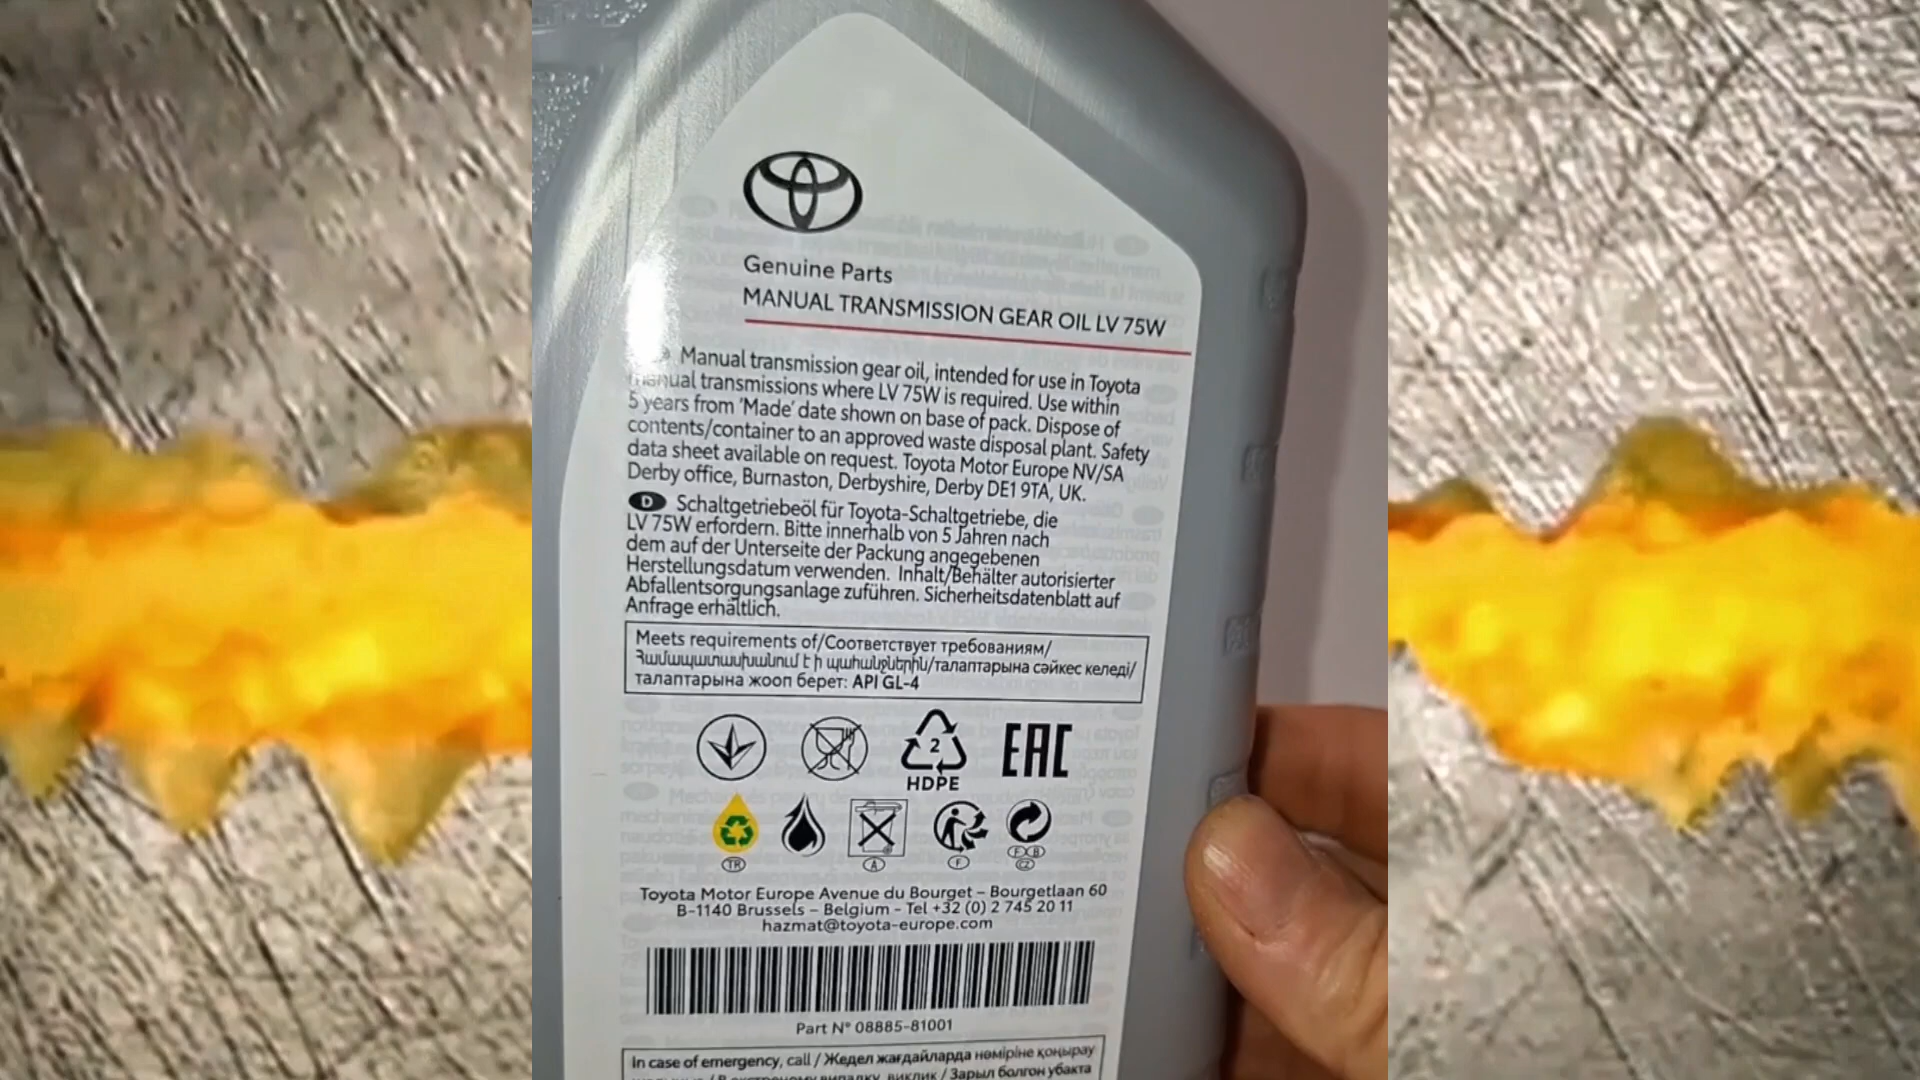 Genuine Parts
MANUAL TRANSMISSION GEAR OIL LV 75W
Manual transmission gear oil, intended for use in Toyota
manual transmissions where LV 75W is required. Use within
5 years from 'Made' date shown on base of pack. Dispose of
contents/container to an approved waste disposal plant. Safety
data sheet available on request. Toyota Motor Europe NV/SA
Derby office, Burnaston, Derbyshire, Derby DE1 9TA, UK.
D Schaltgetriebeöl für Toyota-Schaltgetriebe, die
LV 75W erfordern. Bitte innerhalb von 5 Jahren nach
dem auf der Unterseite der Packung angegebenen
Herstellungsdatum verwenden. Inhalt/Behälter autorisierter
Abfallentsorgungsanlage zuführen. Sicherheitsdatenblatt auf
Anfrage erhältlich.
Meets requirements of/Соответствует требованиям/
Համապատասխանում է ի պահանջներին/талаптарына сәйкес келеді/
талаптарына жооп берет: API GL-4
2
HDPE
EAC
TR
A
F
F B
CZ
Toyota Motor Europe Avenue du Bourget – Bourgetlaan 60
B-1140 Brussels – Belgium - Tel +32 (0) 2 745 20 11
hazmat@toyota-europe.com
Part N° 08885-81001
In case of emergency, call / Жедел жағдайларда нөміріне қоңырау
виклик / Зарыл болгон убакта